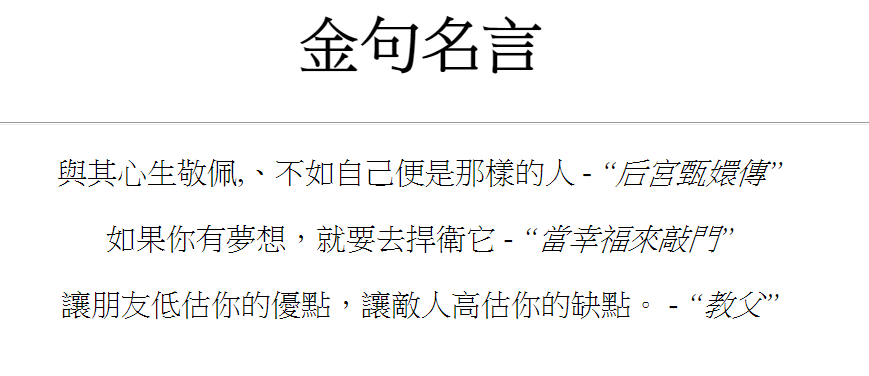 金句名言
與其心生敬佩,、不如自己便是那樣的人 - “后宮甄嬛傳”
如果你有夢想，就要去捍衛它 - “當幸福來敲門”
讓朋友低估你的優點，讓敵人高估你的缺點。 - “教父”